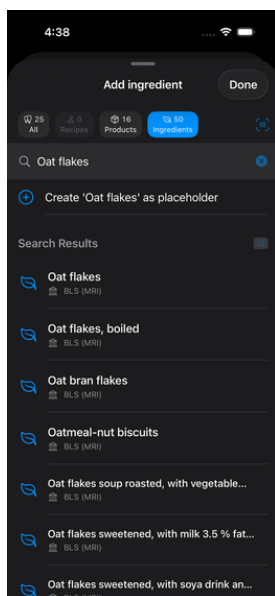 4:38
Add ingredient
Done
25
All
0
Recipes
16
Products
50
Ingredients
Oat flakes
Create 'Oat flakes' as placeholder
Search Results
25
Oat flakes
BLS (MRI)
Oat flakes, boiled
BLS (MRI)
Oat bran flakes
BLS (MRI)
Oatmeal-nut biscuits
BLS (MRI)
Oat flakes soup roasted, with vegetable...
BLS (MRI)
Oat flakes sweetened, with milk 3.5 % fat...
BLS (MRI)
Oat flakes sweetened, with soya drink an...